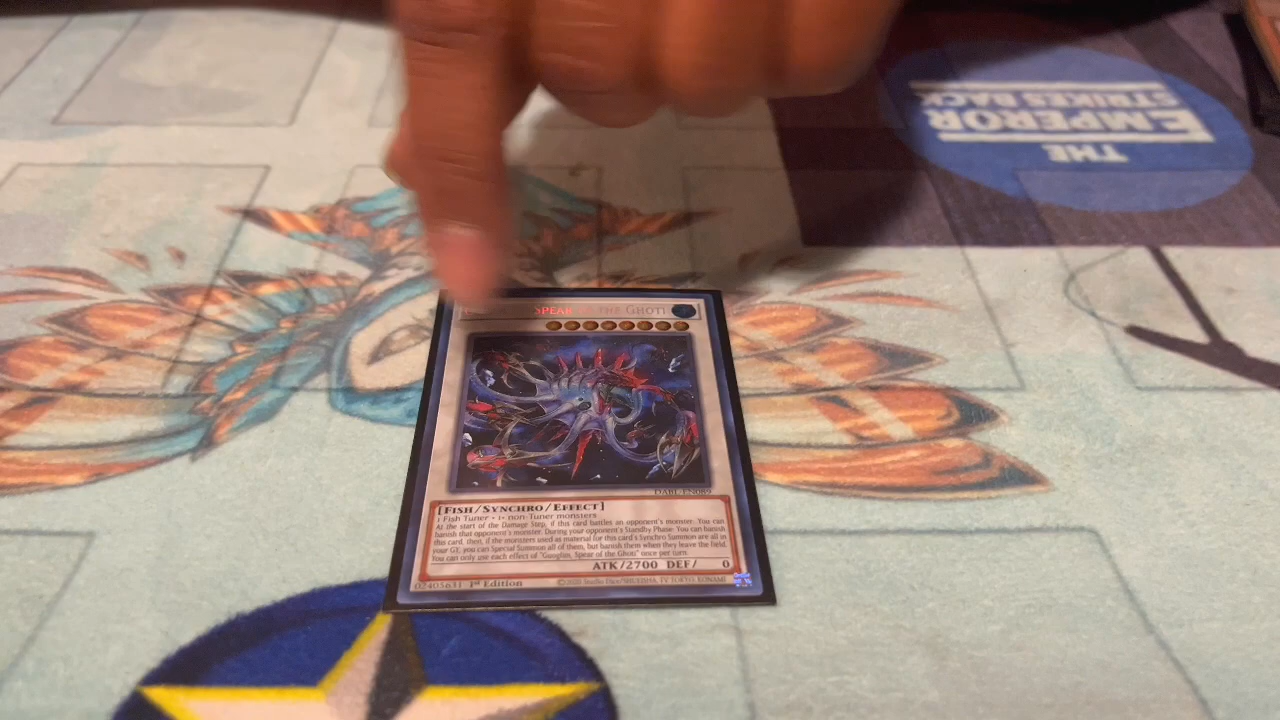 THE
EMPEROR
STRIKES BACK
SPEAR OF THE GHOTI
DABL-EN089
[FISH/SYNCHRO/EFFECT]
1 Fish Tuner + 1+ non-Tuner monsters
At the start of the Damage Step, if this card battles an opponent's monster: You can
banish that opponent's monster. During your opponent's Standby Phase: You can banish
this card, then, if the monsters used as material for this card's Synchro Summon are all in
your GY, you can Special Summon all of them, but banish them when they leave the field.
You can only use each effect of "Guoglim, Spear of the Ghoti" once per turn.
ATK/2700 DEF/ 0
02405631 1st Edition ©2020 Studio Dice/SHUEISHA, TV TOKYO, KONAMI